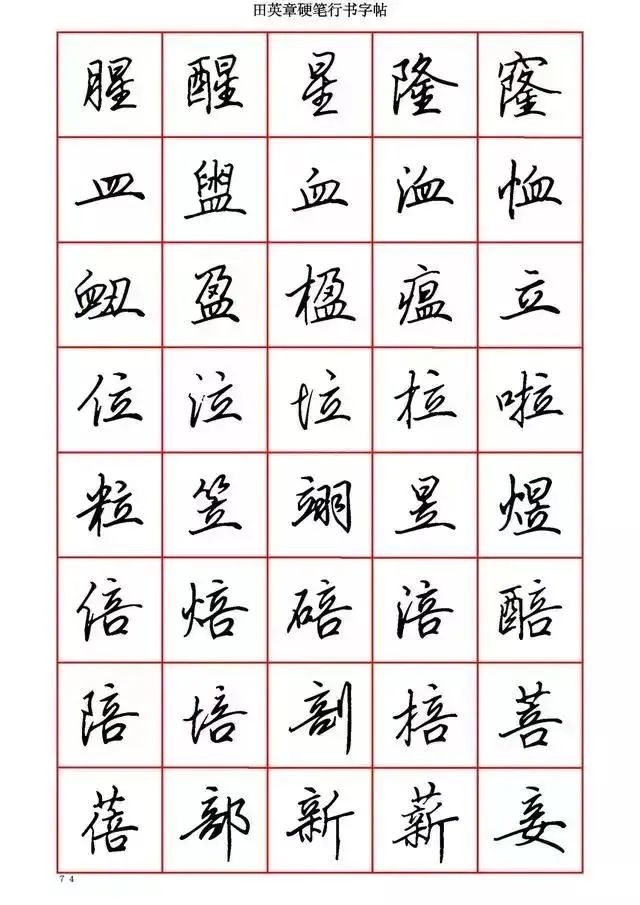 田英章硬笔行书字帖
腥醒星隆窿
皿盥血洫恤
衄盈楹瘟立
位泣垃拉啦
粒笠翊昱煜
倍焙碚涪醅
陪培剖棓菩
蓓部新薪妾
74